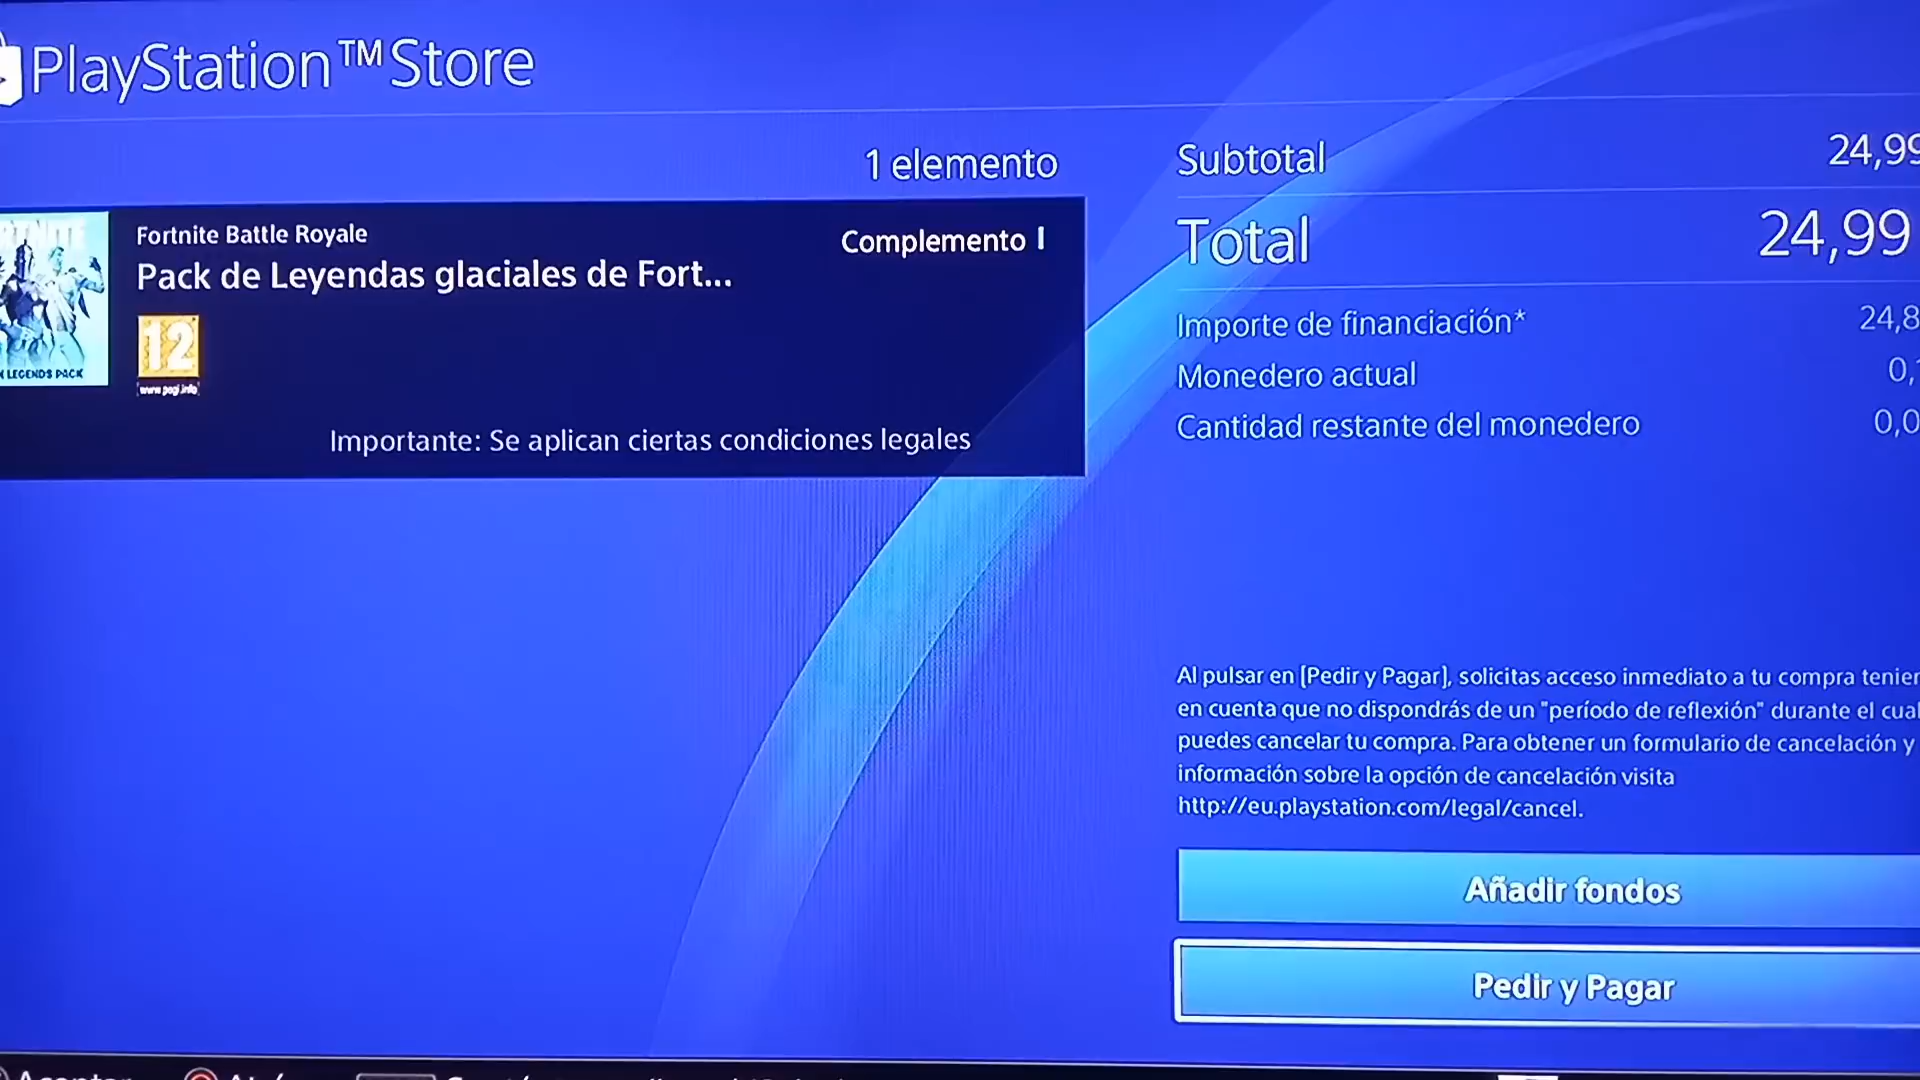 PlayStation™Store
1 elemento
Fortnite Battle Royale
Complemento
Pack de Leyendas glaciales de Fort...
12
www.pegi.info
LEGENDS PACK
Importante: Se aplican ciertas condiciones legales
Subtotal 24,99
Total 24,99
Importe de financiación* 24,8
Monedero actual 0,
Cantidad restante del monedero 0,0
Al pulsar en [Pedir y Pagar], solicitas acceso inmediato a tu compra tenien
en cuenta que no dispondrás de un "período de reflexión" durante el cual
puedes cancelar tu compra. Para obtener un formulario de cancelación y
información sobre la opción de cancelación visita
http://eu.playstation.com/legal/cancel.
Añadir fondos
Pedir y Pagar